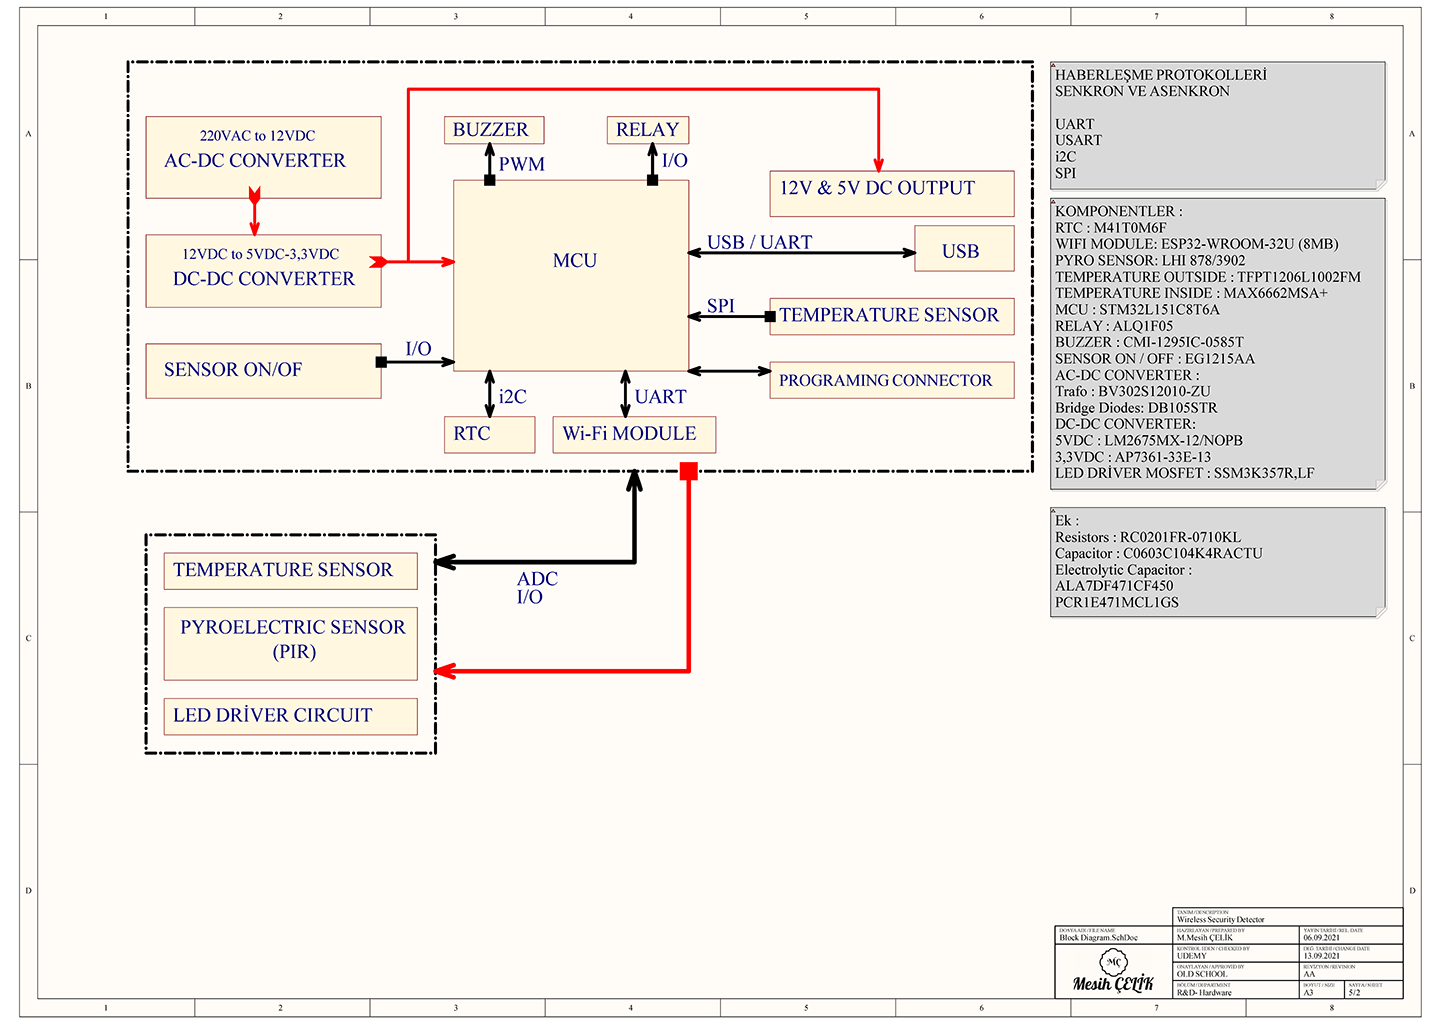 1 2 3 4 5 6 7 8
A
B
C
D
A
B
C
D
220VAC to 12VDC
AC-DC CONVERTER
12VDC to 5VDC-3,3VDC
DC-DC CONVERTER
SENSOR ON/OF
I/O
BUZZER
PWM
RELAY
I/O
MCU
12V & 5V DC OUTPUT
USB / UART
USB
SPI
TEMPERATURE SENSOR
PROGRAMING CONNECTOR
i2C
RTC
UART
Wi-Fi MODULE
TEMPERATURE SENSOR
PYROELECTRIC SENSOR
(PIR)
LED DRİVER CIRCUIT
ADC
I/O
HABERLEŞME PROTOKOLLERİ
SENKRON VE ASENKRON
UART
USART
i2C
SPI
KOMPONENTLER :
RTC : M41T0M6F
WIFI MODULE: ESP32-WROOM-32U (8MB)
PYRO SENSOR: LHI 878/3902
TEMPERATURE OUTSIDE : TFPT1206L1002FM
TEMPERATURE INSIDE : MAX6662MSA+
MCU : STM32L151C8T6A
RELAY : ALQ1F05
BUZZER : CMI-1295IC-0585T
SENSOR ON / OFF : EG1215AA
AC-DC CONVERTER :
Trafo : BV302S12010-ZU
Bridge Diodes: DB105STR
DC-DC CONVERTER:
5VDC : LM2675MX-12/NOPB
3,3VDC : AP7361-33E-13
LED DRİVER MOSFET : SSM3K357R,LF
Ek :
Resistors : RC0201FR-0710KL
Capacitor : C0603C104K4RACTU
Electrolytic Capacitor :
ALA7DF471CF450
PCR1E471MCL1GS
TANIM / DESCRIPTION
Wireless Security Detector
DOSYA ADI / FILE NAME
Block Diagram.SchDoc
HAZIRLAYAN / PREPARED BY
M.Mesih ÇELİK
YAYIN TARİHİ / REL. DATE
06.09.2021
KONTROL EDEN / CHECKED BY
UDEMY
DEĞ. TARİHİ / CHANGE DATE
13.09.2021
ONAYLAYAN / APPROVED BY
OLD SCHOOL
REVİZYON / REVISION
AA
BÖLÜM / DEPARTMENT
R&D- Hardware
BOYUT / SIZE
A3
SAYFA / SHEET
5/2
MÇ
Mesih ÇELİK
1 2 3 4 5 6 7 8